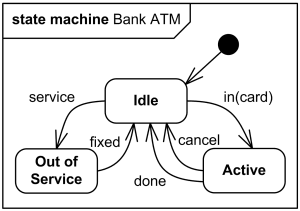 state machine Bank ATM
Idle
service
in(card)
fixed
cancel
Out of
Service
Active
done